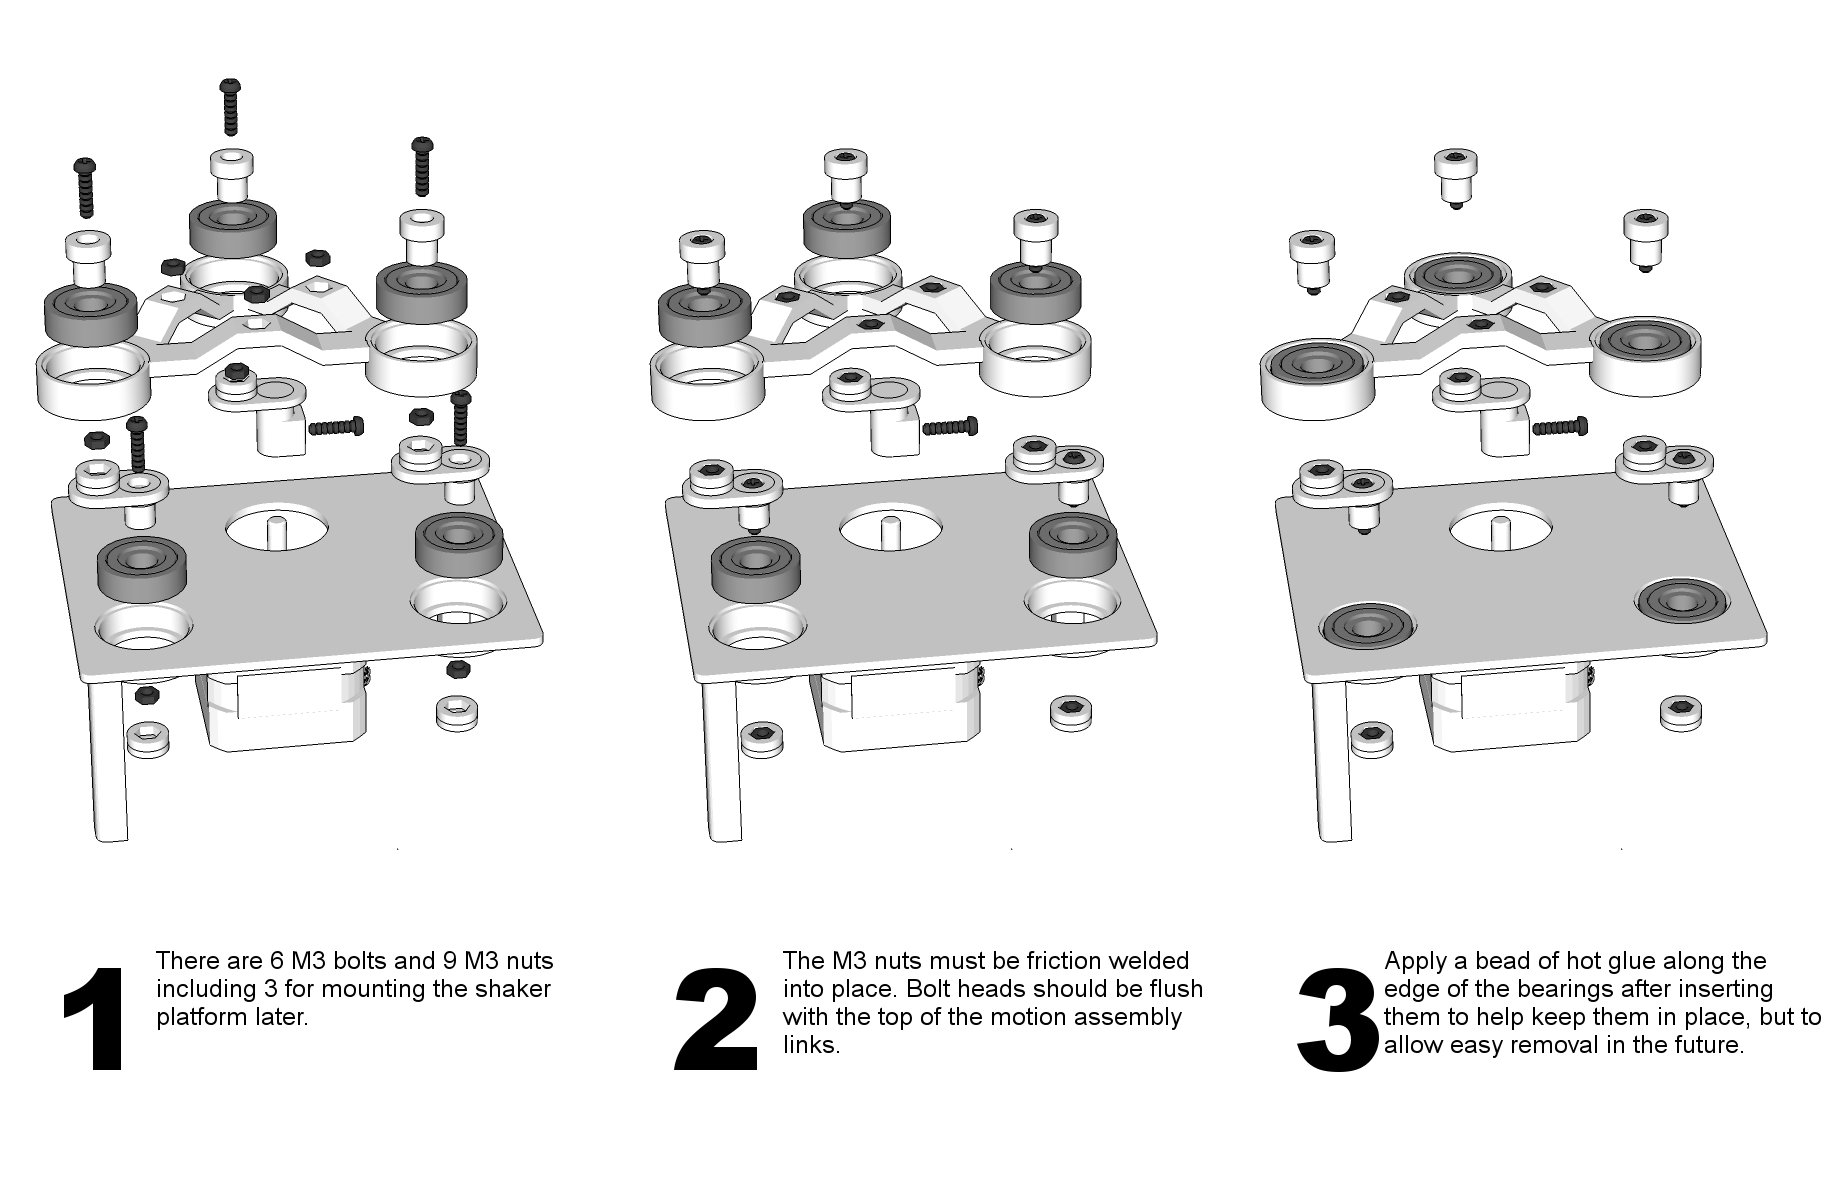 1
There are 6 M3 bolts and 9 M3 nuts
including 3 for mounting the shaker
platform later.
2
The M3 nuts must be friction welded
into place. Bolt heads should be flush
with the top of the motion assembly
links.
3
Apply a bead of hot glue along the
edge of the bearings after inserting
them to help keep them in place, but to
allow easy removal in the future.